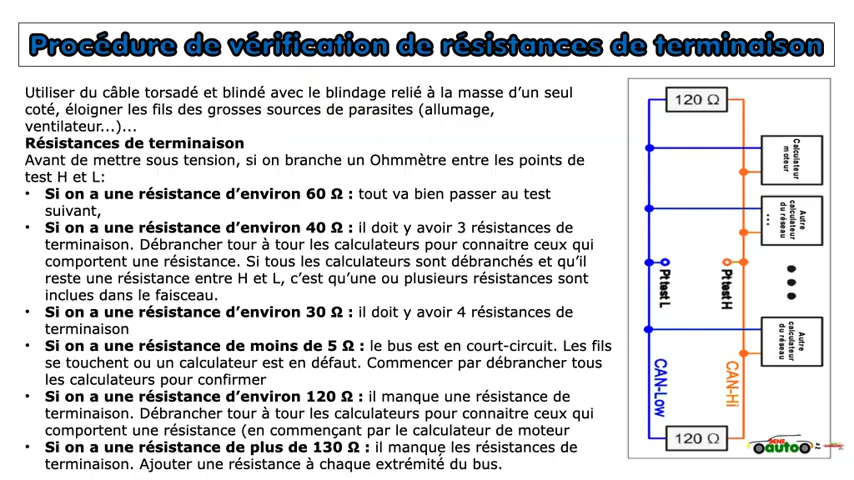 Procédure de vérification de résistances de terminaison
Utiliser du câble torsadé et blindé avec le blindage relié à la masse d'un seul
coté, éloigner les fils des grosses sources de parasites (allumage,
ventilateur...)...
Résistances de terminaison
Avant de mettre sous tension, si on branche un Ohmmètre entre les points de
test H et L:
• Si on a une résistance d'environ 60 Ω : tout va bien passer au test
suivant,
• Si on a une résistance d'environ 40 Ω : il doit y avoir 3 résistances de
terminaison. Débrancher tour à tour les calculateurs pour connaitre ceux qui
comportent une résistance. Si tous les calculateurs sont débranchés et qu'il
reste une résistance entre H et L, c'est qu'une ou plusieurs résistances sont
inclues dans le faisceau.
• Si on a une résistance d'environ 30 Ω : il doit y avoir 4 résistances de
terminaison
• Si on a une résistance de moins de 5 Ω : le bus est en court-circuit. Les fils
se touchent ou un calculateur est en défaut. Commencer par débrancher tous
les calculateurs pour confirmer
• Si on a une résistance d'environ 120 Ω : il manque une résistance de
terminaison. Débrancher tour à tour les calculateurs pour connaitre ceux qui
comportent une résistance (en commençant par le calculateur de moteur
• Si on a une résistance de plus de 130 Ω : il manque les résistances de
terminaison. Ajouter une résistance à chaque extrémité du bus.
120 Ω
Calculateur
moteur
Autre
calculateur
du réseau
...
Pt test L
Pt test H
Autre
calculateur
du réseau
CAN-Low
CAN-Hi
120 Ω
auto